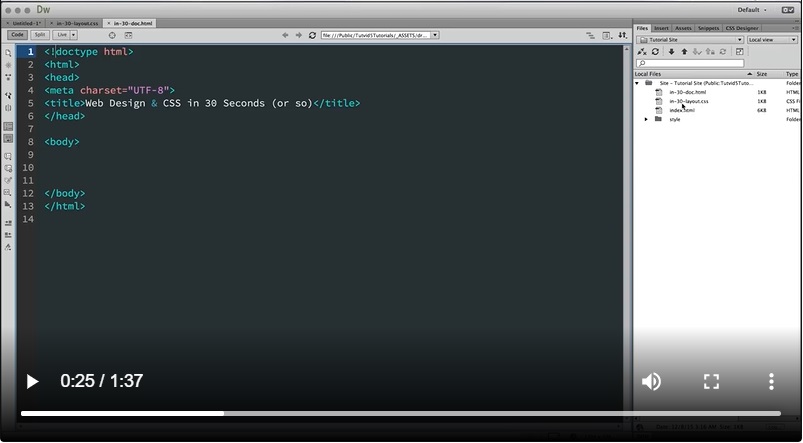 Dw
Default
Untitled-1* × in-30-layout.css × in-30-doc.html
Files Insert Assets Snippets CSS Designer
Code Split Live
file:///Public/Tutvid5Tutorials/_ASSETS/dr...
Tutorial Site Local view
Local Files Size Type
Site - Tutorial Site (Public:Tutvid5Tuto... Folder
in-30-doc.html 1KB HTML
in-30-layout.css 1KB CSS Fi
index.html 6KB HTML
style Folder
1 <!doctype html>
2 <html>
3 <head>
4 <meta charset="UTF-8">
5 <title>Web Design & CSS in 30 Seconds (or so)</title>
6 </head>
7
8 <body>
9
10
11
12 </body>
13 </html>
14
0:25 / 1:37